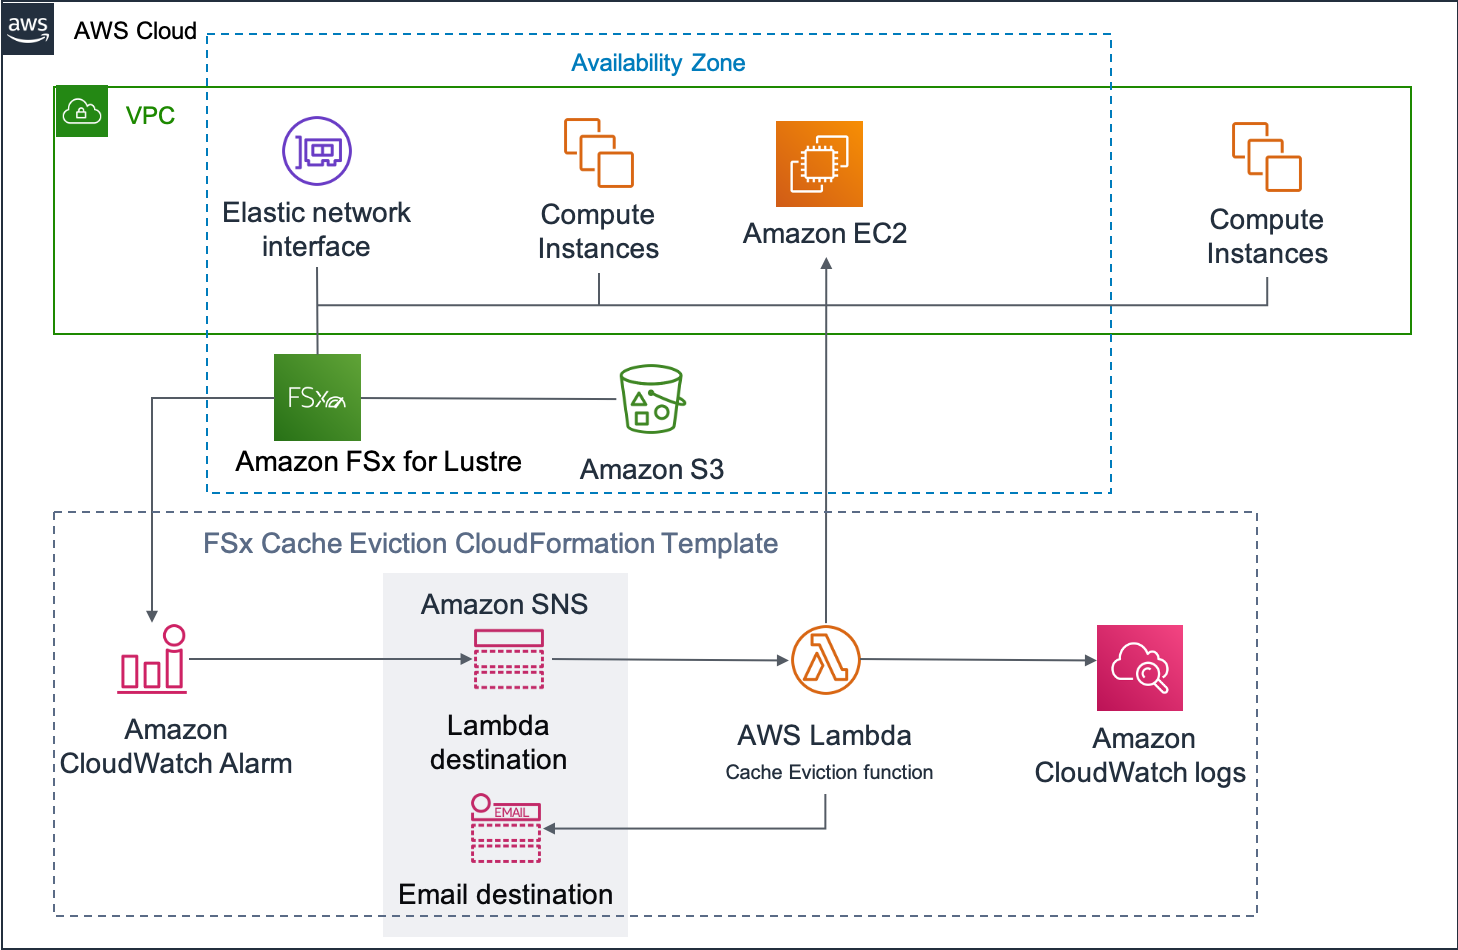 aws
AWS Cloud
Availability Zone
VPC
Elastic network
interface
Compute
Instances
Amazon EC2
Compute
Instances
FSx
Amazon FSx for Lustre
Amazon S3
FSx Cache Eviction CloudFormation Template
Amazon SNS
Amazon
CloudWatch Alarm
Lambda
destination
AWS Lambda
Cache Eviction function
Amazon
CloudWatch logs
EMAIL
Email destination